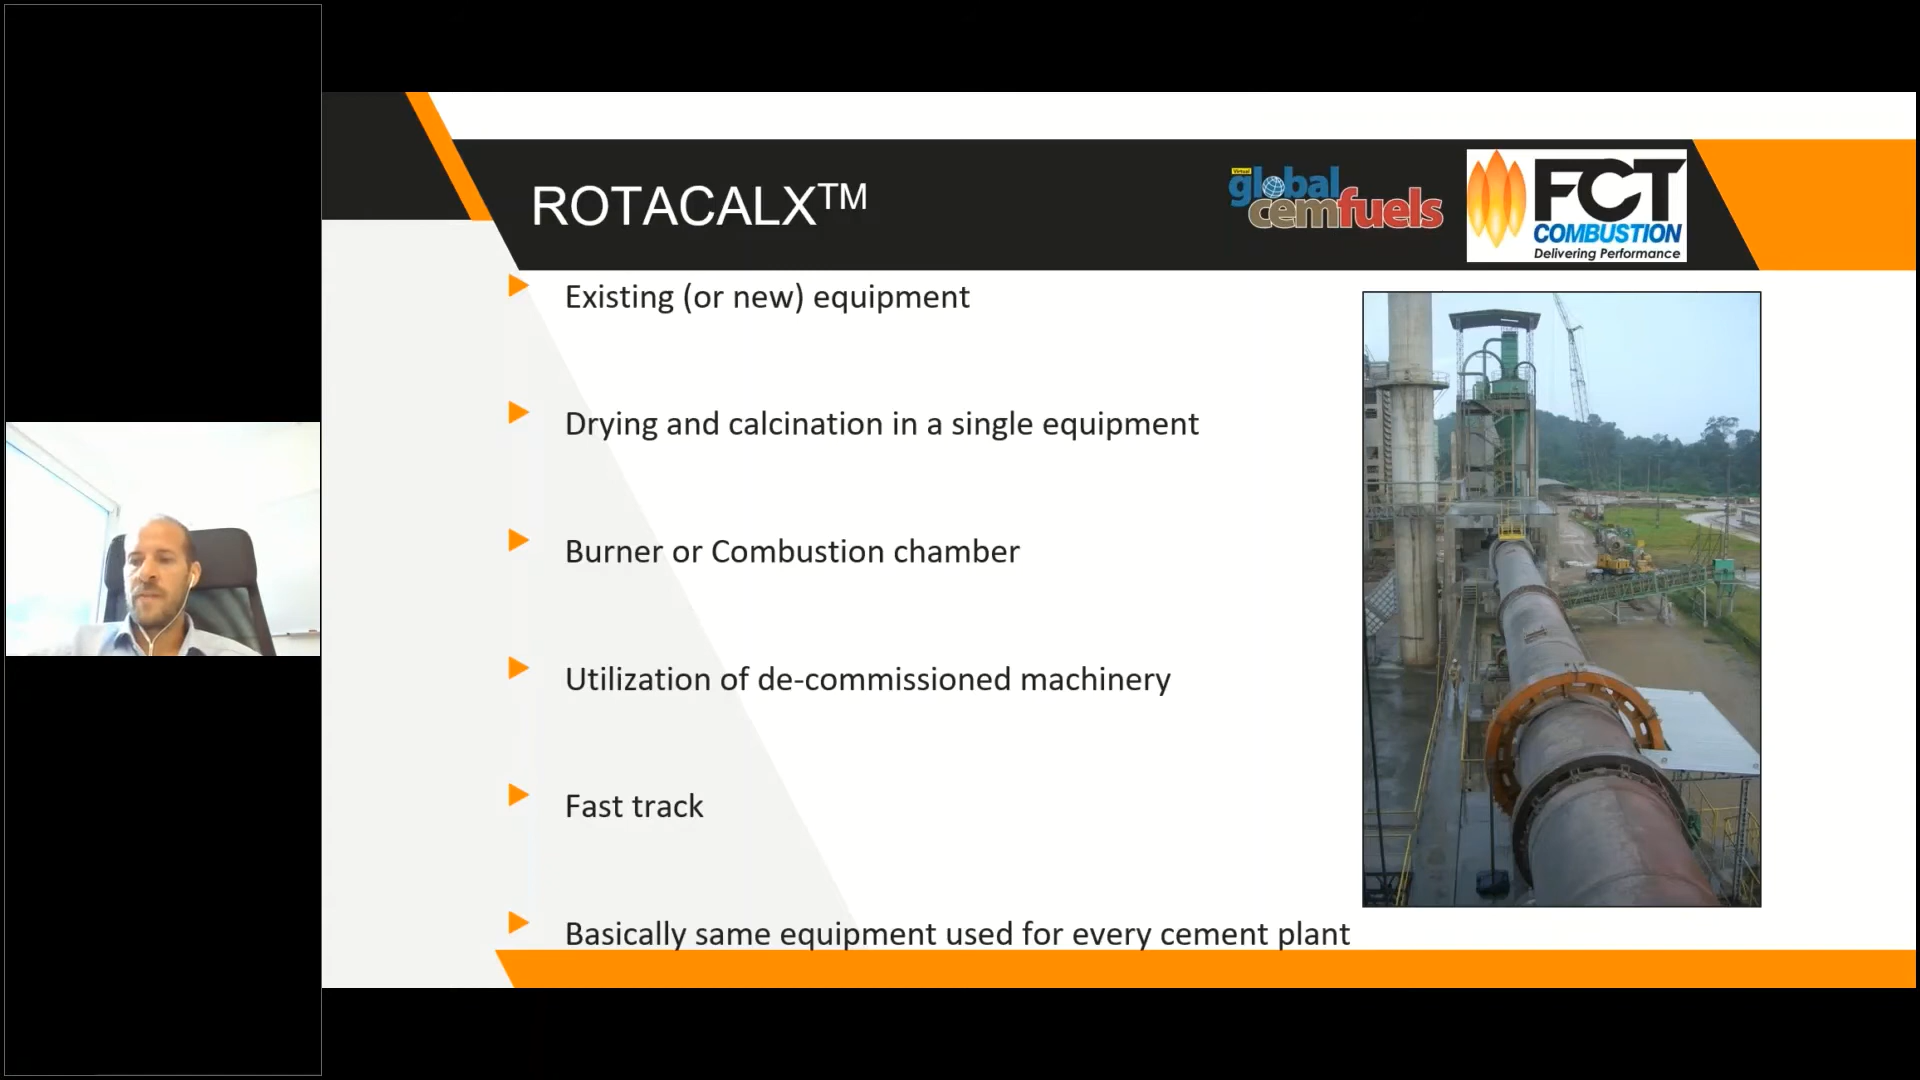 ROTACALX™
Virtual
global
cemfuels
FCT
COMBUSTION
Delivering Performance
Existing (or new) equipment
Drying and calcination in a single equipment
Burner or Combustion chamber
Utilization of de-commissioned machinery
Fast track
Basically same equipment used for every cement plant